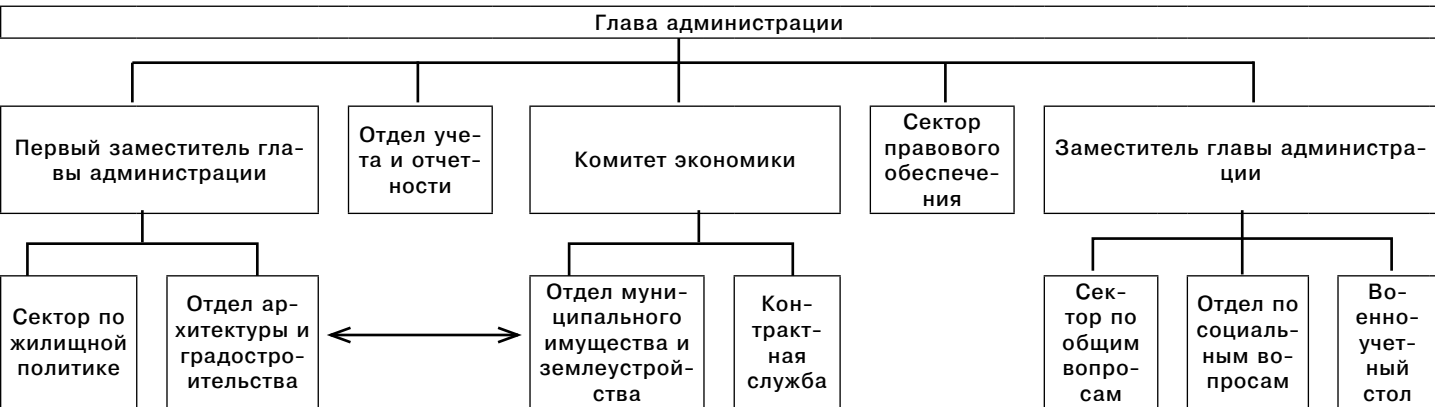 Глава администрации
Первый заместитель гла-
вы администрации
Отдел уче-
та и отчет-
ности
Комитет экономики
Сектор
правового
обеспече-
ния
Заместитель главы администра-
ции
Сектор по
жилищной
политике
Отдел ар-
хитектуры и
градостро-
ительства
Отдел муни-
ципального
имущества и
землеустрой-
ства
Кон-
тракт-
ная
служба
Сек-
тор по
общим
вопро-
сам
Отдел по
социаль-
ным во-
просам
Во-
енно-
учет-
ный
стол